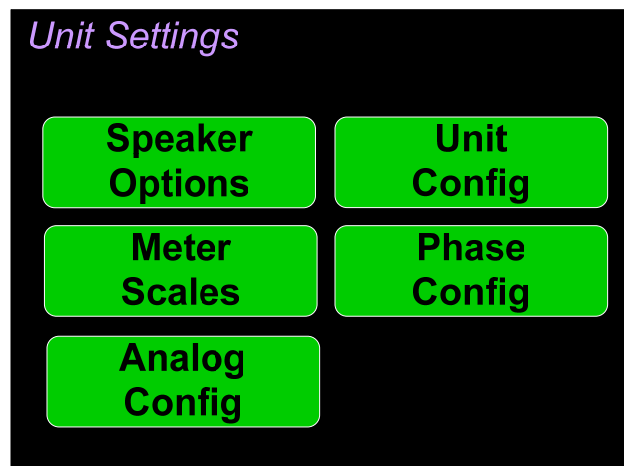 Unit Settings
Speaker
Options
Unit
Config
Meter
Scales
Phase
Config
Analog
Config